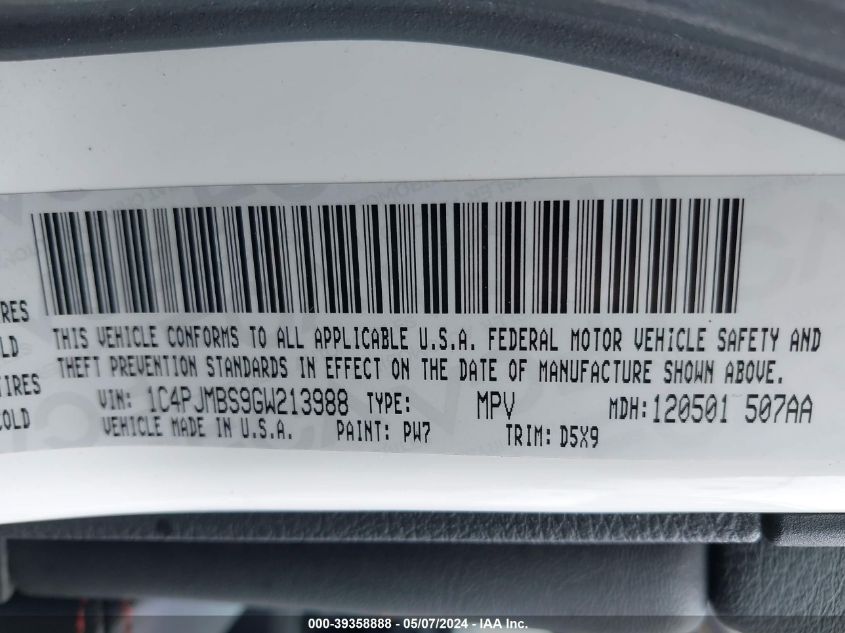 THIS VEHICLE CONFORMS TO ALL APPLICABLE U.S.A. FEDERAL MOTOR VEHICLE SAFETY AND
THEFT PREVENTION STANDARDS IN EFFECT ON THE DATE OF MANUFACTURE SHOWN ABOVE.
VIN: 1C4PJMBS9GW213988 TYPE: MPV MDH:120501 507AA
VEHICLE MADE IN U.S.A. PAINT: PW7 TRIM: D5X9
RES
LD
IRES
COLD
000-39358888 - 05/07/2024 - IAA Inc.